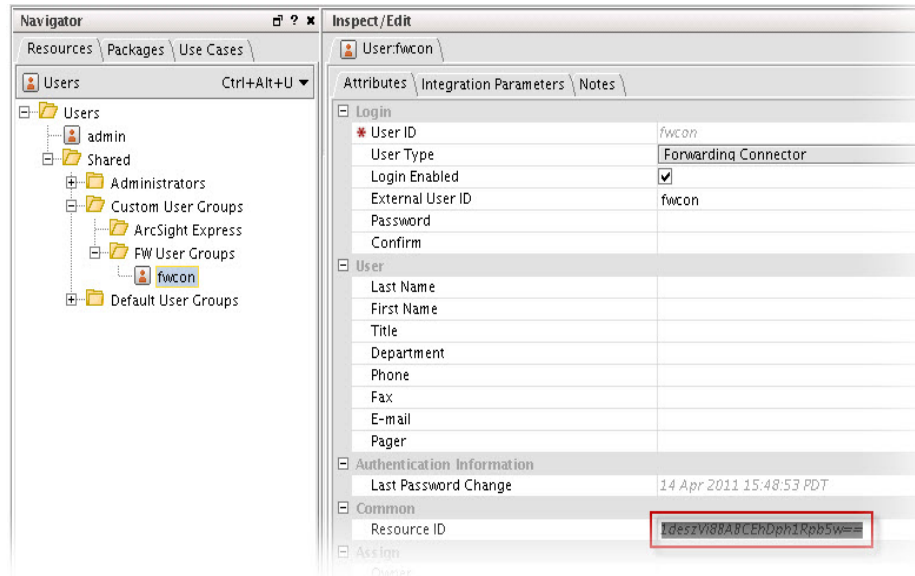 Navigator
?
Resources
Packages
Use Cases
Users
Ctrl+Alt+U
Users
admin
Shared
Administrators
Custom User Groups
ArcSight Express
FW User Groups
fwcon
Default User Groups
Inspect/Edit
User:fwcon
Attributes
Integration Parameters
Notes
Login
* User ID fwcon
User Type Forwarding Connector
Login Enabled
External User ID fwcon
Password
Confirm
User
Last Name
First Name
Title
Department
Phone
Fax
E-mail
Pager
Authentication Information
Last Password Change 14 Apr 2011 15:48:53 PDT
Common
Resource ID
Assign
Owner